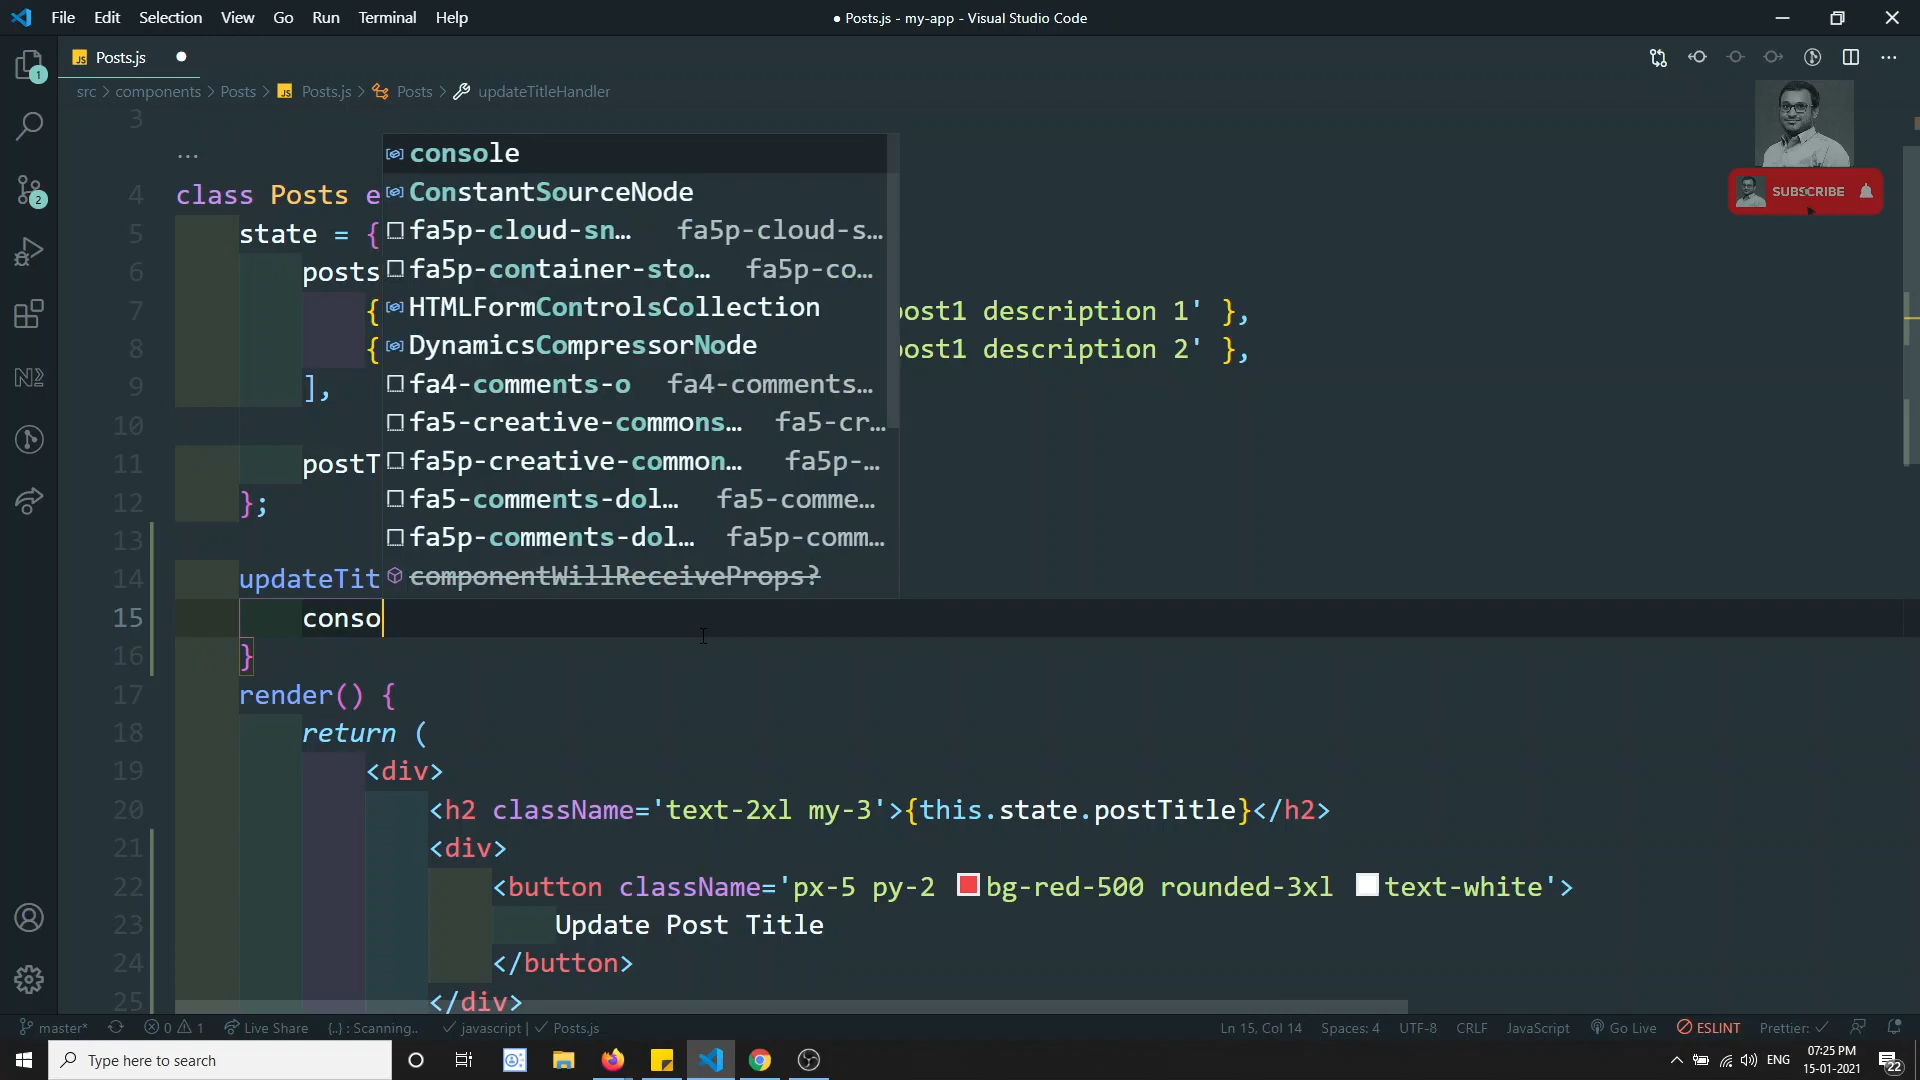 File Edit Selection View Go Run Terminal Help
● Posts.js - my-app - Visual Studio Code
JS Posts.js ●
src > components > Posts > JS Posts.js > Posts > updateTitleHandler
SUBSCRIBE
3
...
4 class Posts e
5 state = {
6 posts
7 { post1 description 1' },
8 { post1 description 2' },
9 ],
10
11 postT
12 };
13
14 updateTit
15 conso
16 }
17 render() {
18 return (
19 <div>
20 <h2 className='text-2xl my-3'>{this.state.postTitle}</h2>
21 <div>
22 <button className='px-5 py-2 bg-red-500 rounded-3xl text-white'>
23 Update Post Title
24 </button>
25 </div>
console
ConstantSourceNode
fa5p-cloud-sn… fa5p-cloud-s…
fa5p-container-sto… fa5p-co…
HTMLFormControlsCollection
DynamicsCompressorNode
fa4-comments-o fa4-comments…
fa5-creative-commons… fa5-cr…
fa5p-creative-common… fa5p-…
fa5-comments-dol… fa5-comme…
fa5p-comments-dol… fa5p-comm…
componentWillReceiveProps?
1
2
master* 0 1 Live Share {..} : Scanning.. javascript | Posts.js
Ln 15, Col 14 Spaces: 4 UTF-8 CRLF JavaScript Go Live ESLINT Prettier: ✓
Type here to search
ENG
07:25 PM
15-01-2021
22